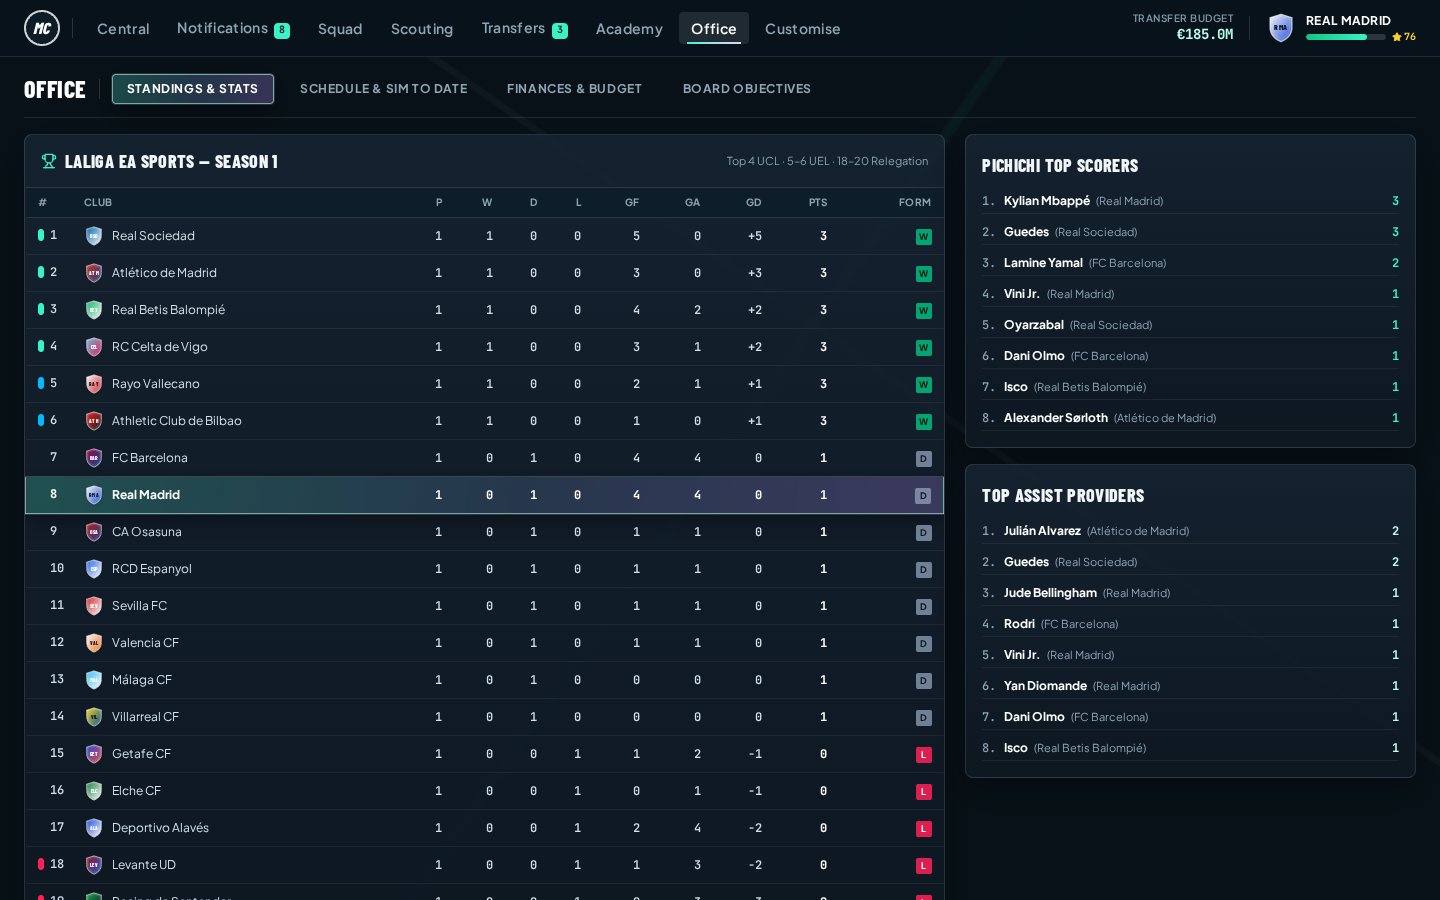 MC Central Notifications 8 Squad Scouting Transfers 3 Academy Office Customise TRANSFER BUDGET €185.0M RMA REAL MADRID 76
OFFICE STANDINGS & STATS SCHEDULE & SIM TO DATE FINANCES & BUDGET BOARD OBJECTIVES
LALIGA EA SPORTS — SEASON 1 Top 4 UCL · 5–6 UEL · 18–20 Relegation
# CLUB P W D L GF GA GD PTS FORM
1 Real Sociedad 1 1 0 0 5 0 +5 3 W
2 Atlético de Madrid 1 1 0 0 3 0 +3 3 W
3 Real Betis Balompié 1 1 0 0 4 2 +2 3 W
4 RC Celta de Vigo 1 1 0 0 3 1 +2 3 W
5 Rayo Vallecano 1 1 0 0 2 1 +1 3 W
6 Athletic Club de Bilbao 1 1 0 0 1 0 +1 3 W
7 FC Barcelona 1 0 1 0 4 4 0 1 D
8 Real Madrid 1 0 1 0 4 4 0 1 D
9 CA Osasuna 1 0 1 0 1 1 0 1 D
10 RCD Espanyol 1 0 1 0 1 1 0 1 D
11 Sevilla FC 1 0 1 0 1 1 0 1 D
12 Valencia CF 1 0 1 0 1 1 0 1 D
13 Málaga CF 1 0 1 0 0 0 0 1 D
14 Villarreal CF 1 0 1 0 0 0 0 1 D
15 Getafe CF 1 0 0 1 1 2 -1 0 L
16 Elche CF 1 0 0 1 0 1 -1 0 L
17 Deportivo Alavés 1 0 0 1 2 4 -2 0 L
18 Levante UD 1 0 0 1 1 3 -2 0 L
PICHICHI TOP SCORERS
1. Kylian Mbappé (Real Madrid) 3
2. Guedes (Real Sociedad) 3
3. Lamine Yamal (FC Barcelona) 2
4. Vini Jr. (Real Madrid) 1
5. Oyarzabal (Real Sociedad) 1
6. Dani Olmo (FC Barcelona) 1
7. Isco (Real Betis Balompié) 1
8. Alexander Sørloth (Atlético de Madrid) 1
TOP ASSIST PROVIDERS
1. Julián Alvarez (Atlético de Madrid) 2
2. Guedes (Real Sociedad) 2
3. Jude Bellingham (Real Madrid) 1
4. Rodri (FC Barcelona) 1
5. Vini Jr. (Real Madrid) 1
6. Yan Diomande (Real Madrid) 1
7. Dani Olmo (FC Barcelona) 1
8. Isco (Real Betis Balompié) 1